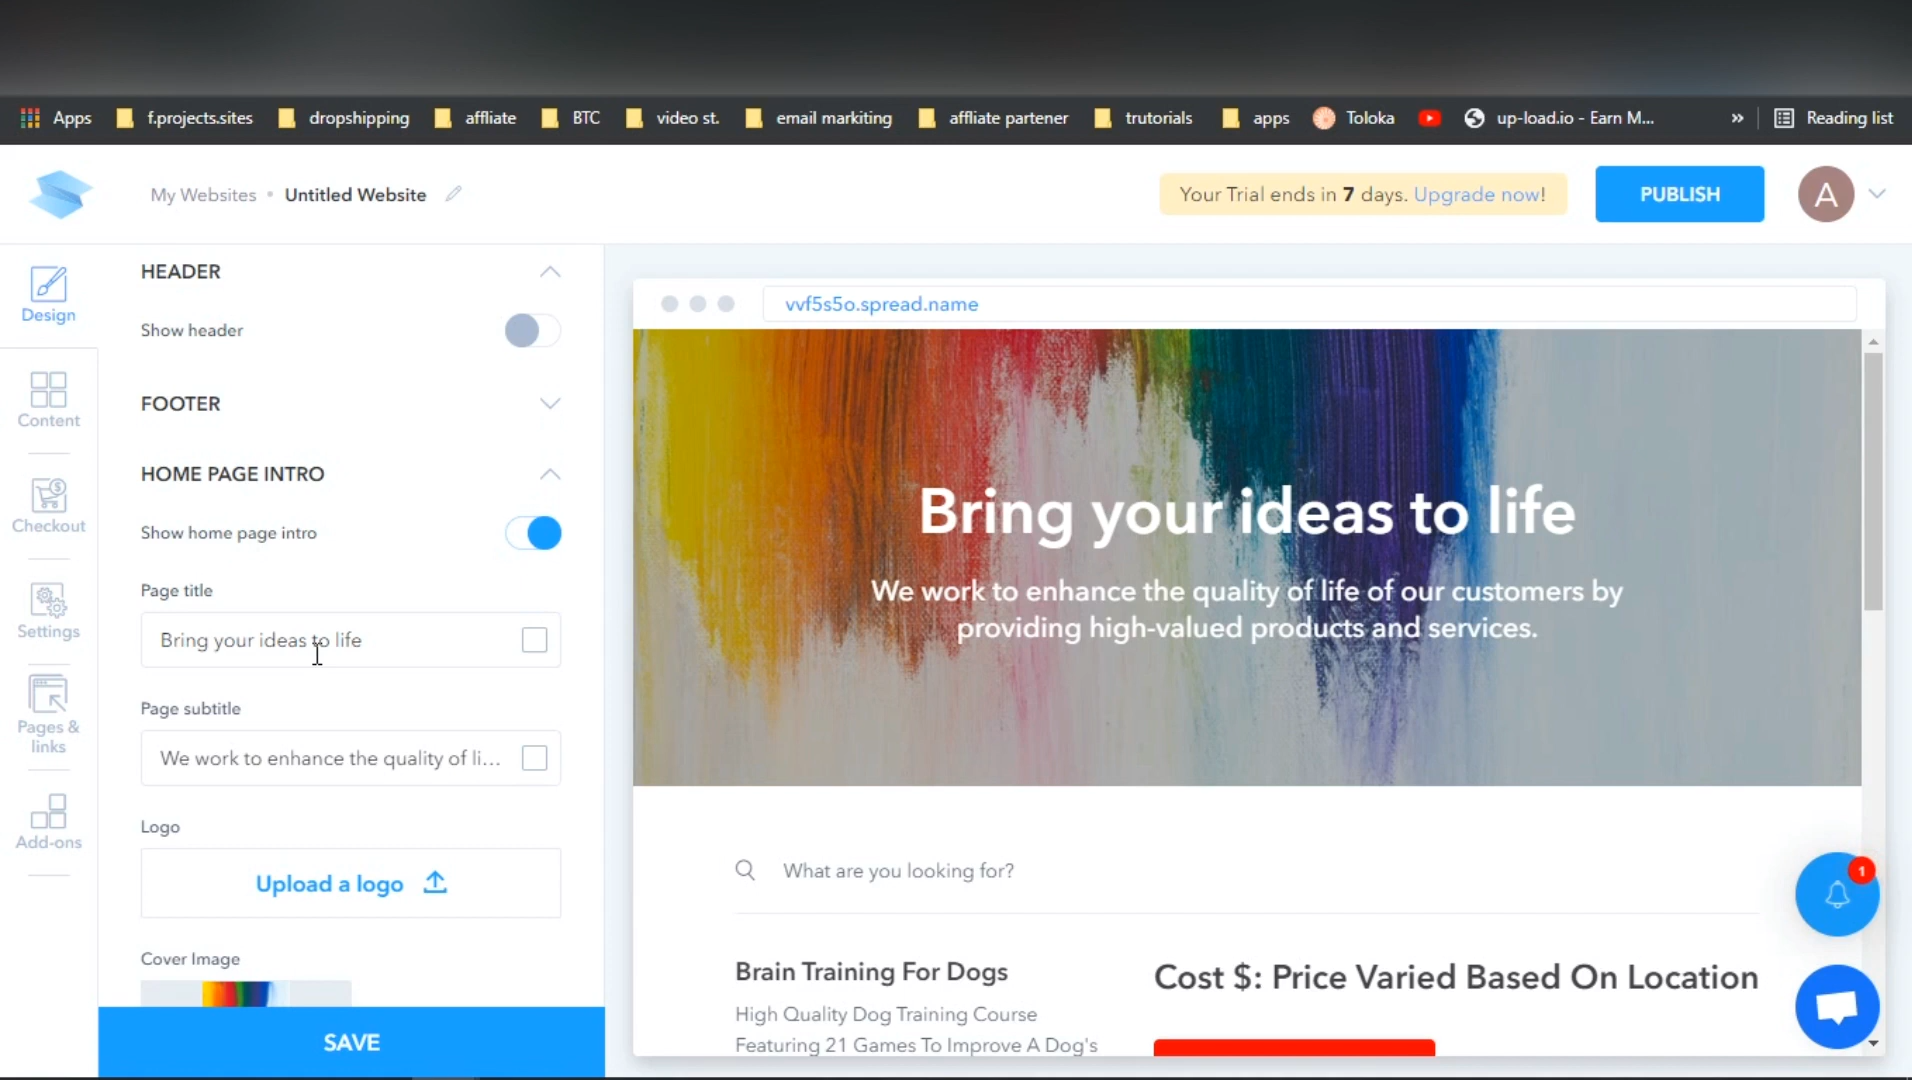 Apps f.projects.sites dropshipping affliate BTC video st. email markiting affliate partener trutorials apps Toloka up-load.io - Earn M... » Reading list
My Websites • Untitled Website
Your Trial ends in 7 days. Upgrade now!
PUBLISH
A
Design
Content
Checkout
Settings
Pages &
links
Add-ons
HEADER
Show header
FOOTER
HOME PAGE INTRO
Show home page intro
Page title
Bring your ideas to life
Page subtitle
We work to enhance the quality of li...
Logo
Upload a logo
Cover Image
SAVE
vvf5s5o.spread.name
Bring your ideas to life
We work to enhance the quality of life of our customers by
providing high-valued products and services.
What are you looking for?
Brain Training For Dogs
High Quality Dog Training Course
Featuring 21 Games To Improve A Dog's
Cost $: Price Varied Based On Location
1